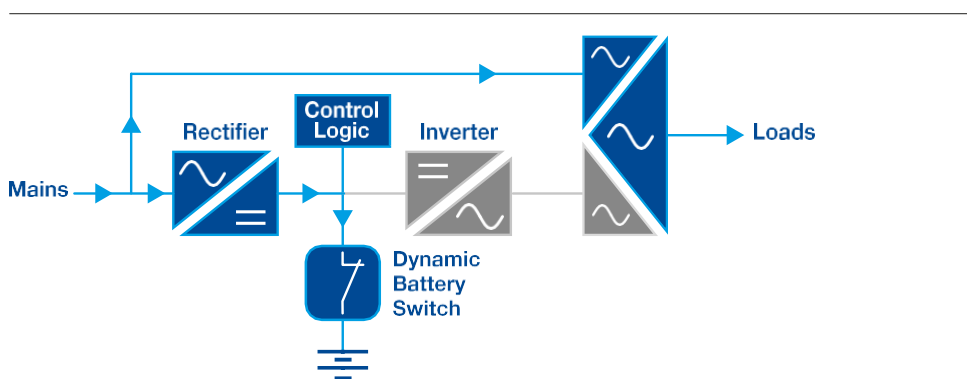 Control
Logic
Rectifier
Inverter
Loads
Mains
Dynamic
Battery
Switch